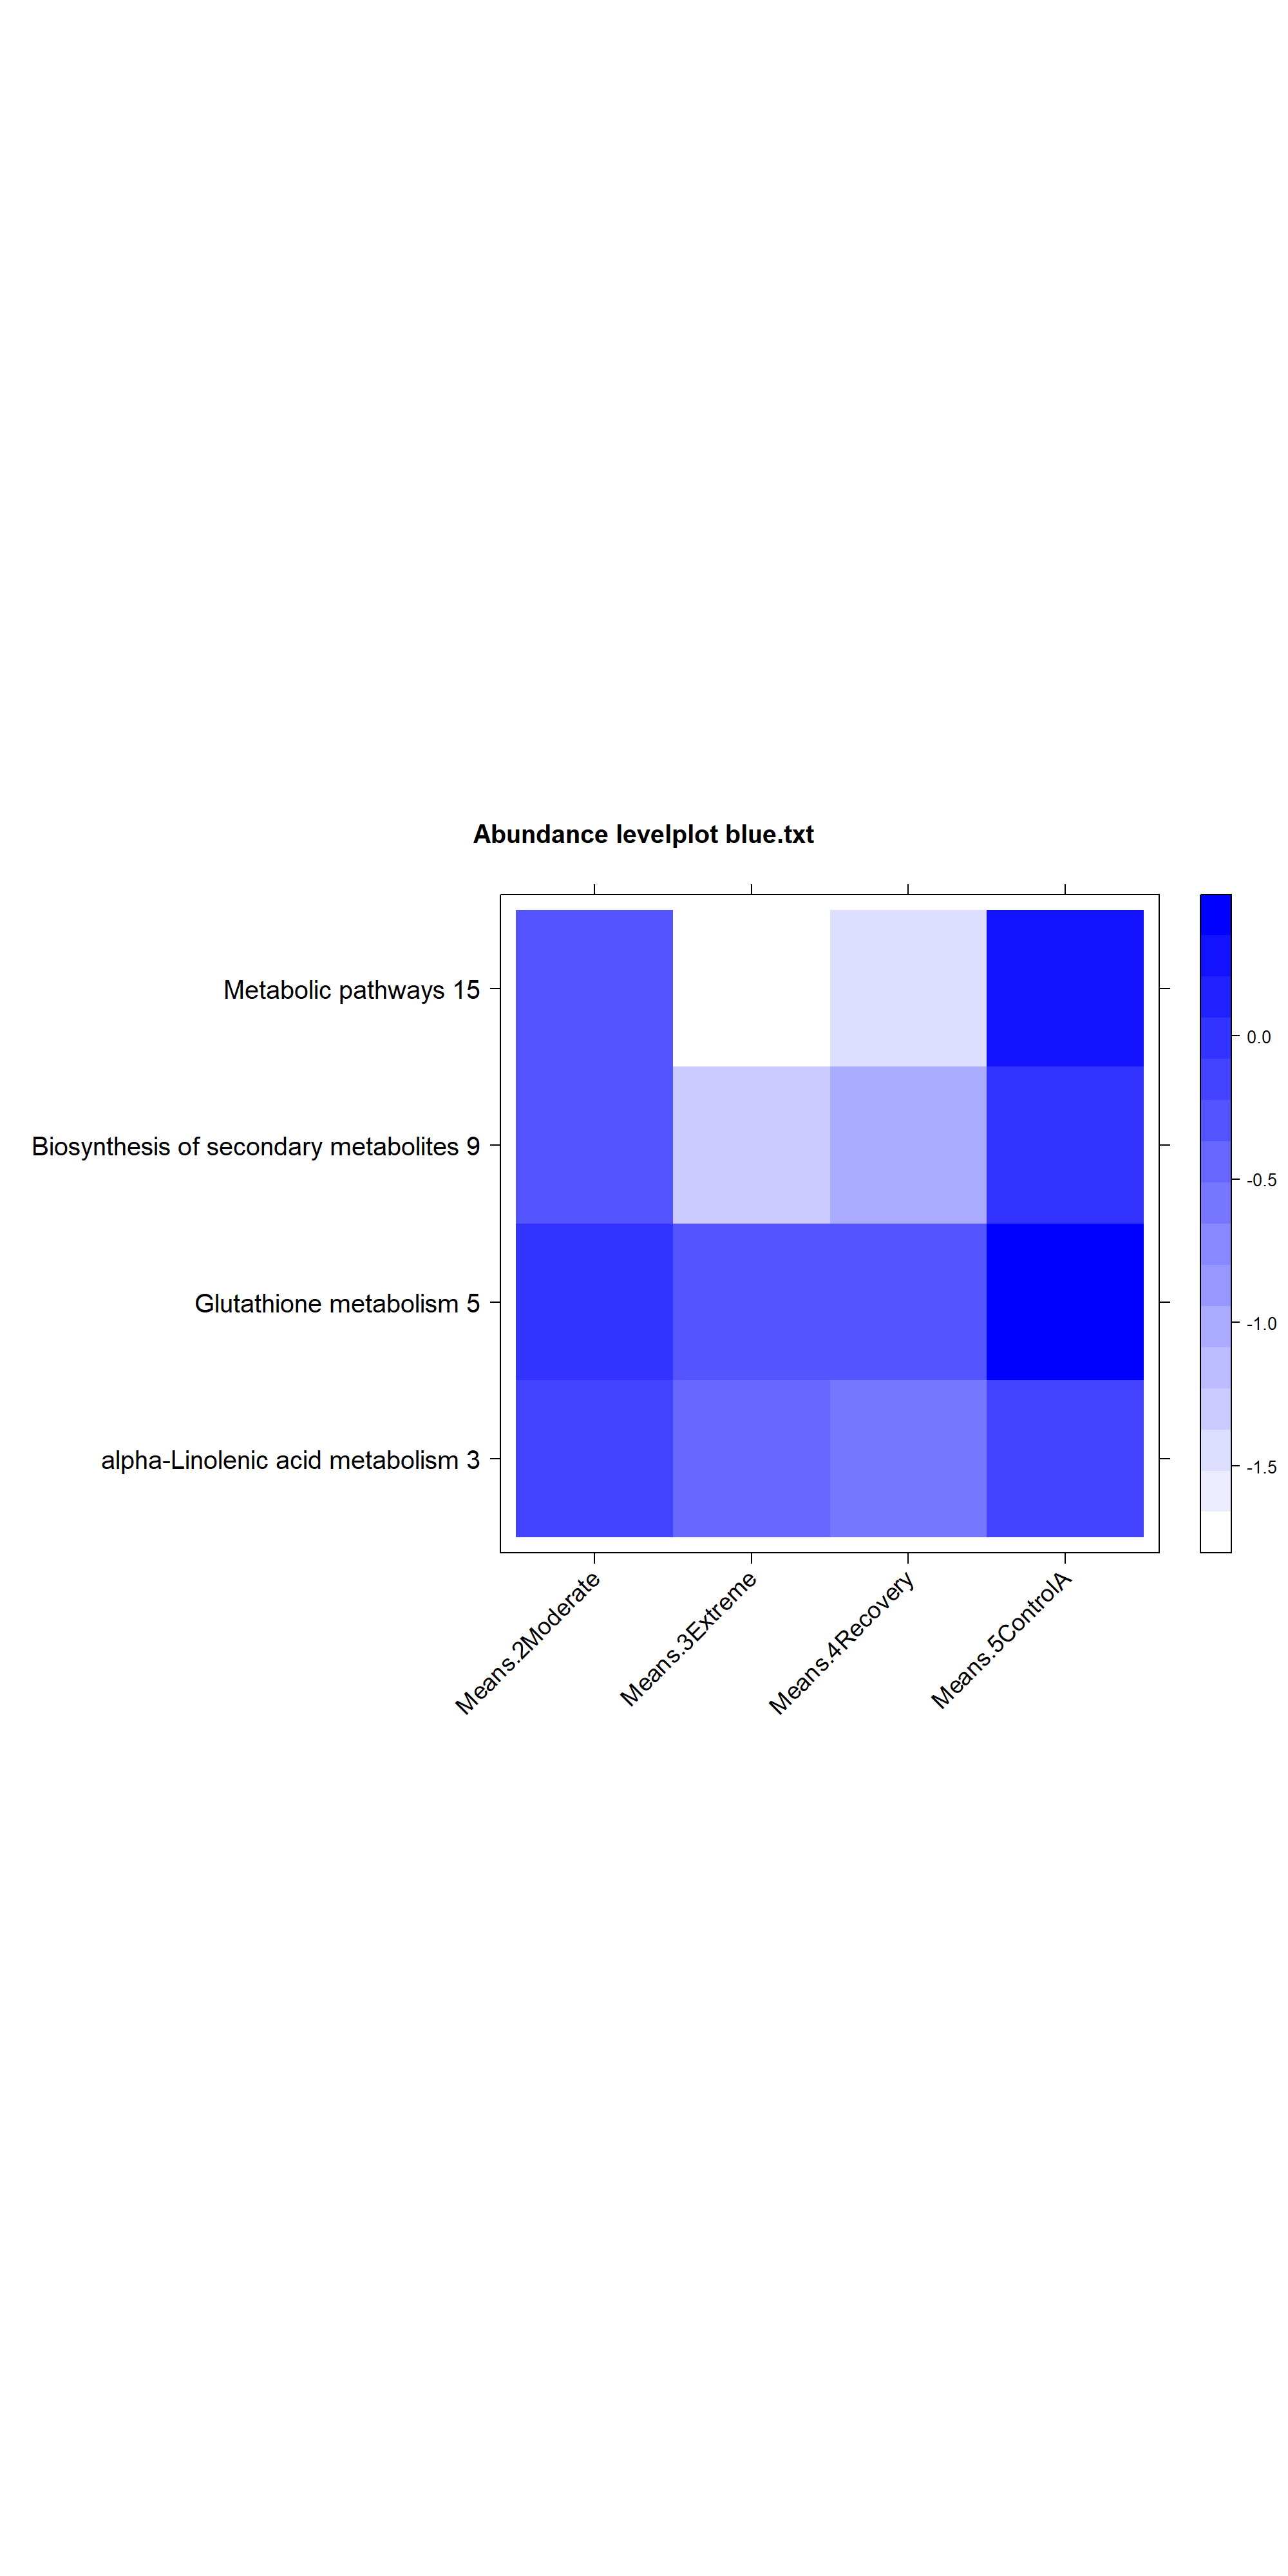 Abundance levelplot blue.txt
Metabolic pathways 15
Biosynthesis of secondary metabolites 9
Glutathione metabolism 5
alpha-Linolenic acid metabolism 3
Means.2Moderate
Means.3Extreme
Means.4Recovery
Means.5ControlA
0.0
-0.5
-1.0
-1.5